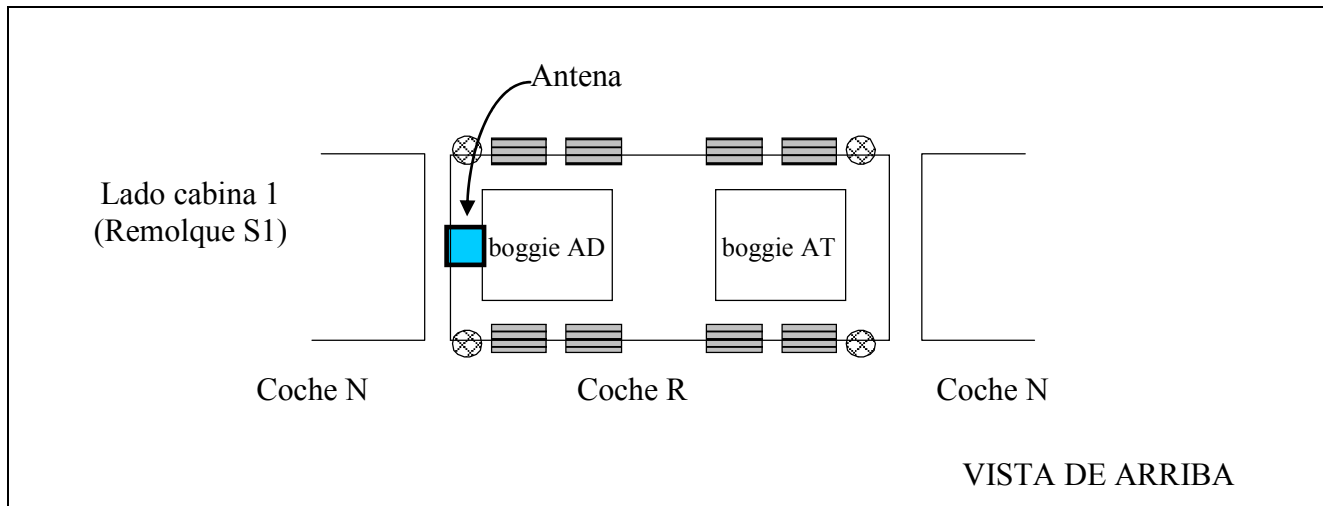 Antena
Lado cabina 1
(Remolque S1)
boggie AD
boggie AT
Coche N
Coche R
Coche N
VISTA DE ARRIBA